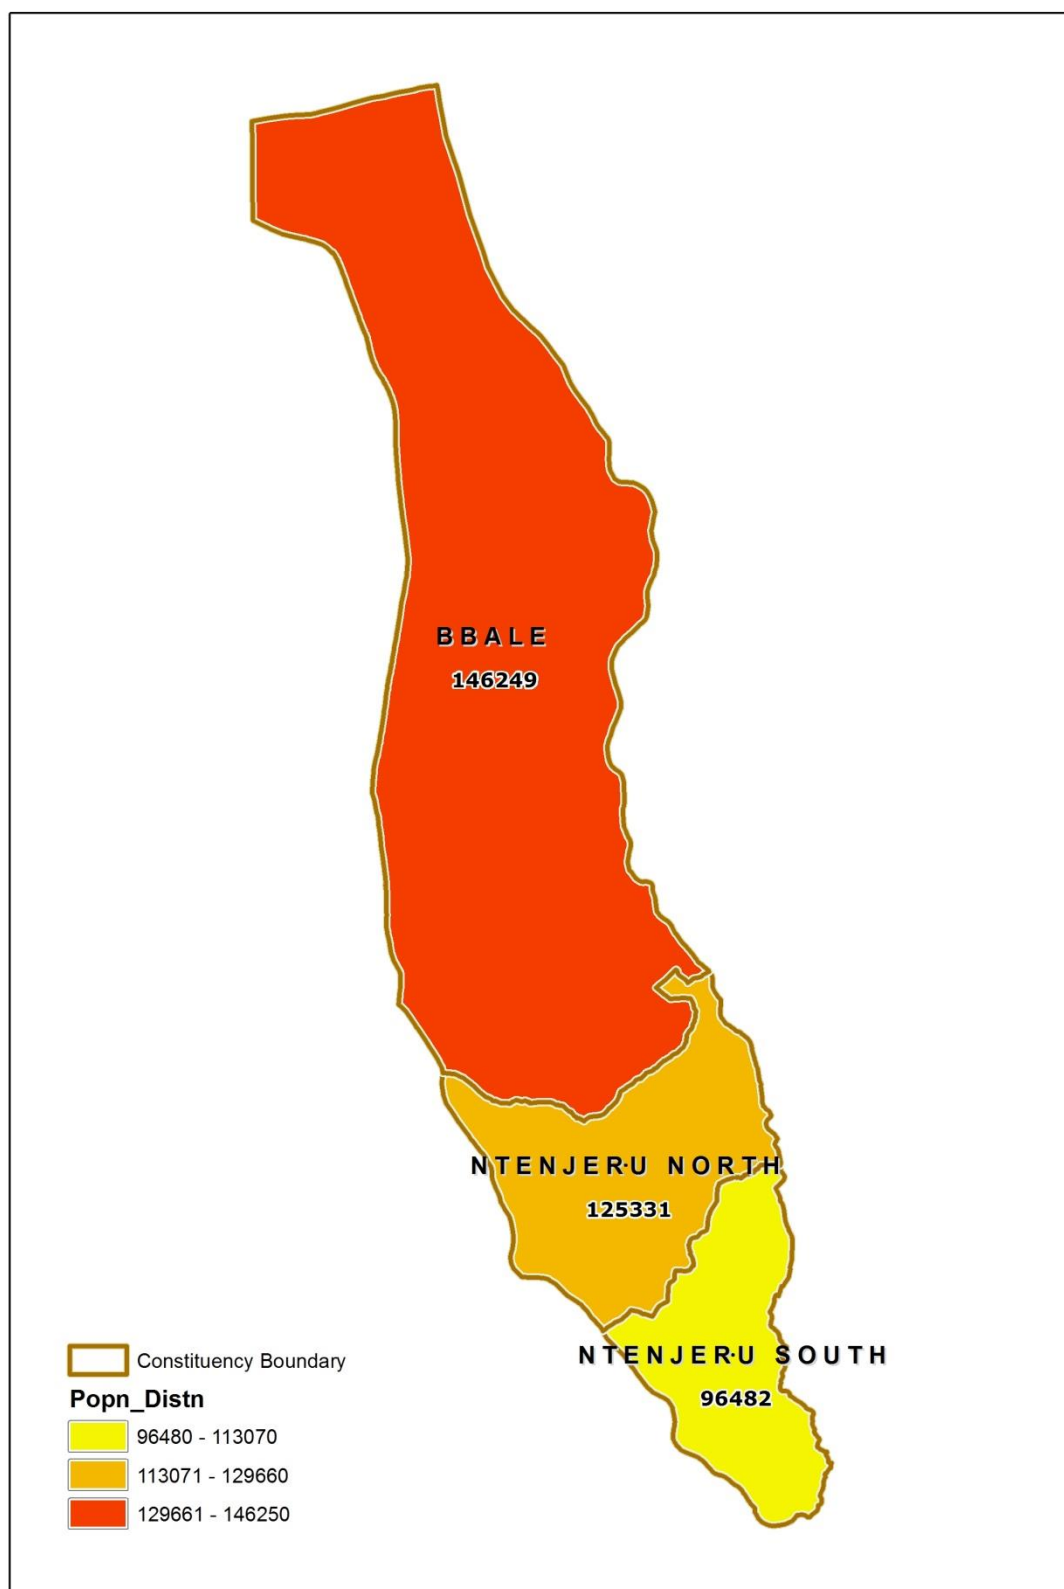 BBALE
146249
NTENJERU NORTH
125331
NTENJERU SOUTH
96482
Constituency Boundary
Popn_Distn
96480 - 113070
113071 - 129660
129661 - 146250